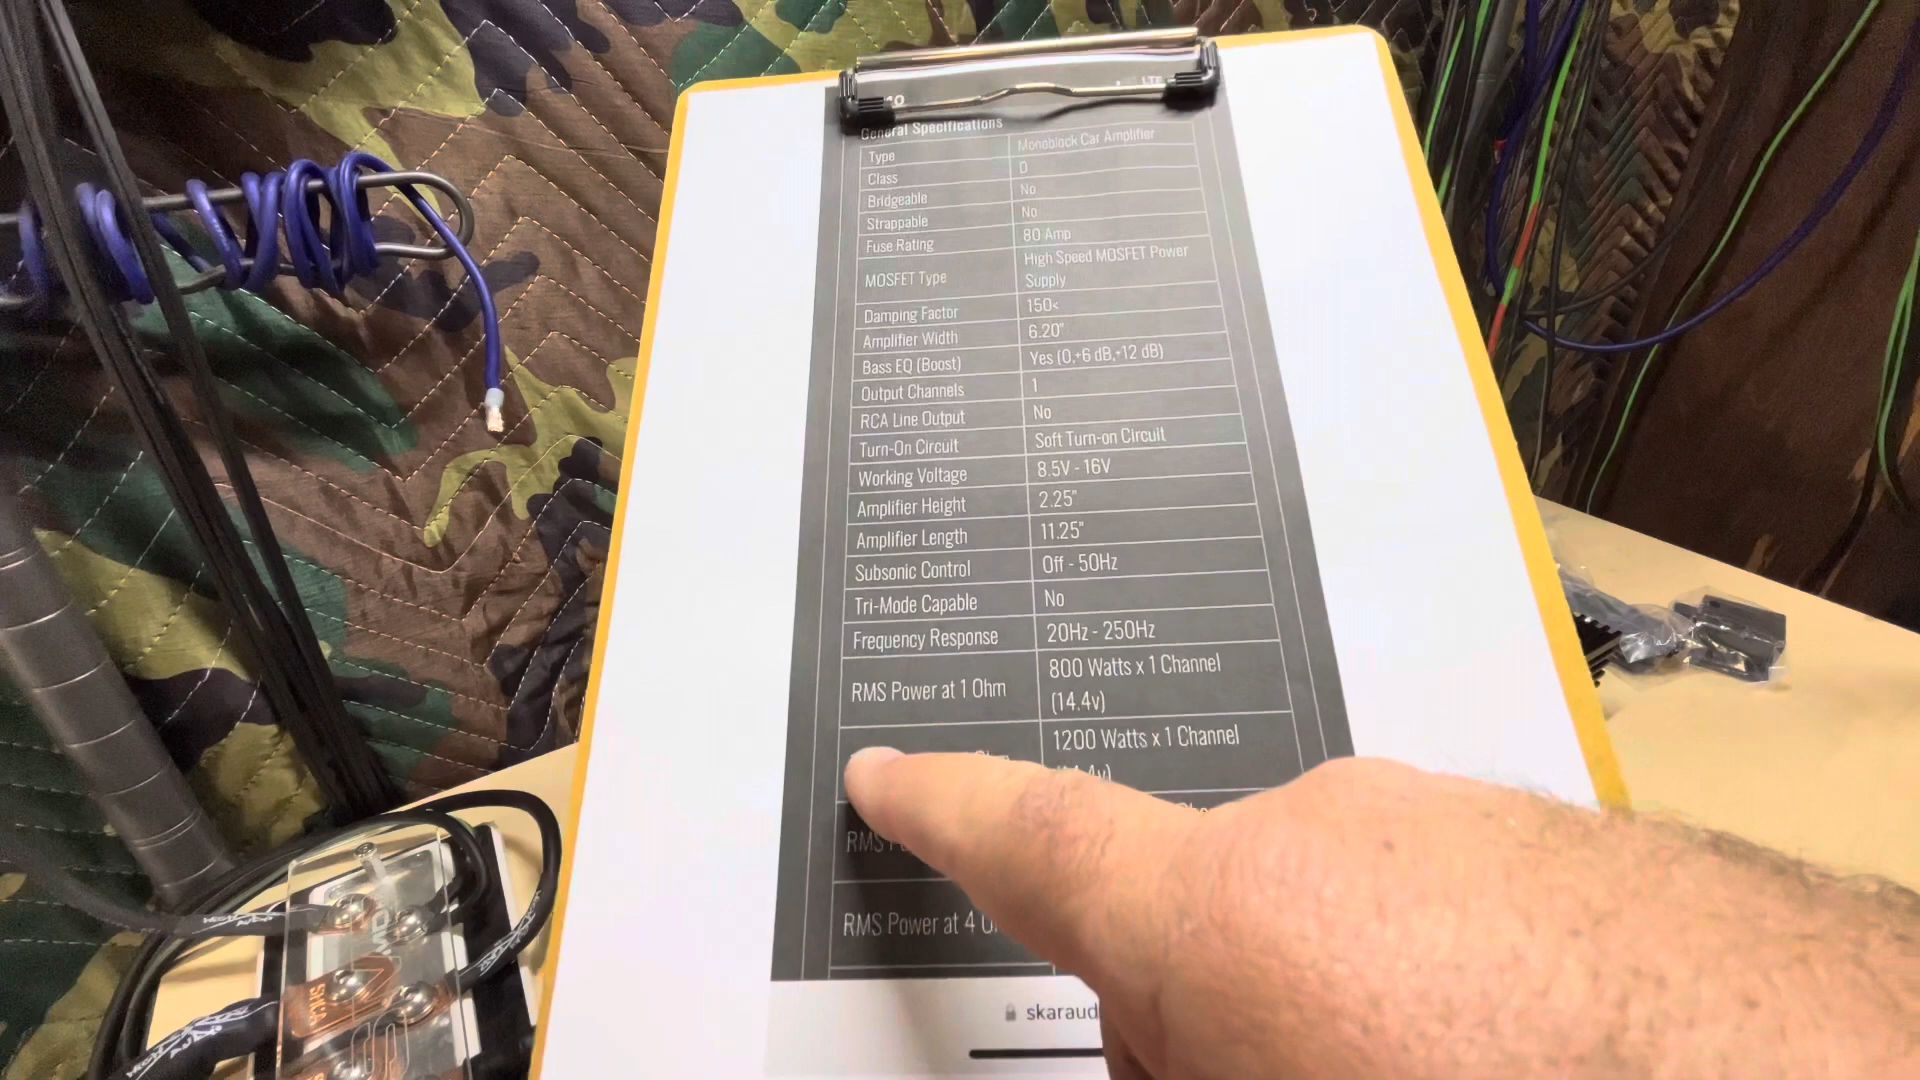 LTE
General Specifications
Type Monoblock Car Amplifier
Class D
Bridgeable No
Strappable No
Fuse Rating 80 Amp
MOSFET Type High Speed MOSFET Power
Supply
Damping Factor 150<
Amplifier Width 6.20"
Bass EQ (Boost) Yes (0,+6 dB,+12 dB)
Output Channels 1
RCA Line Output No
Turn-On Circuit Soft Turn-on Circuit
Working Voltage 8.5V - 16V
Amplifier Height 2.25"
Amplifier Length 11.25"
Subsonic Control Off - 50Hz
Tri-Mode Capable No
Frequency Response 20Hz - 250Hz
RMS Power at 1 Ohm 800 Watts x 1 Channel
(14.4v)
1200 Watts x 1 Channel
RMS
RMS Power at 4
skaraud